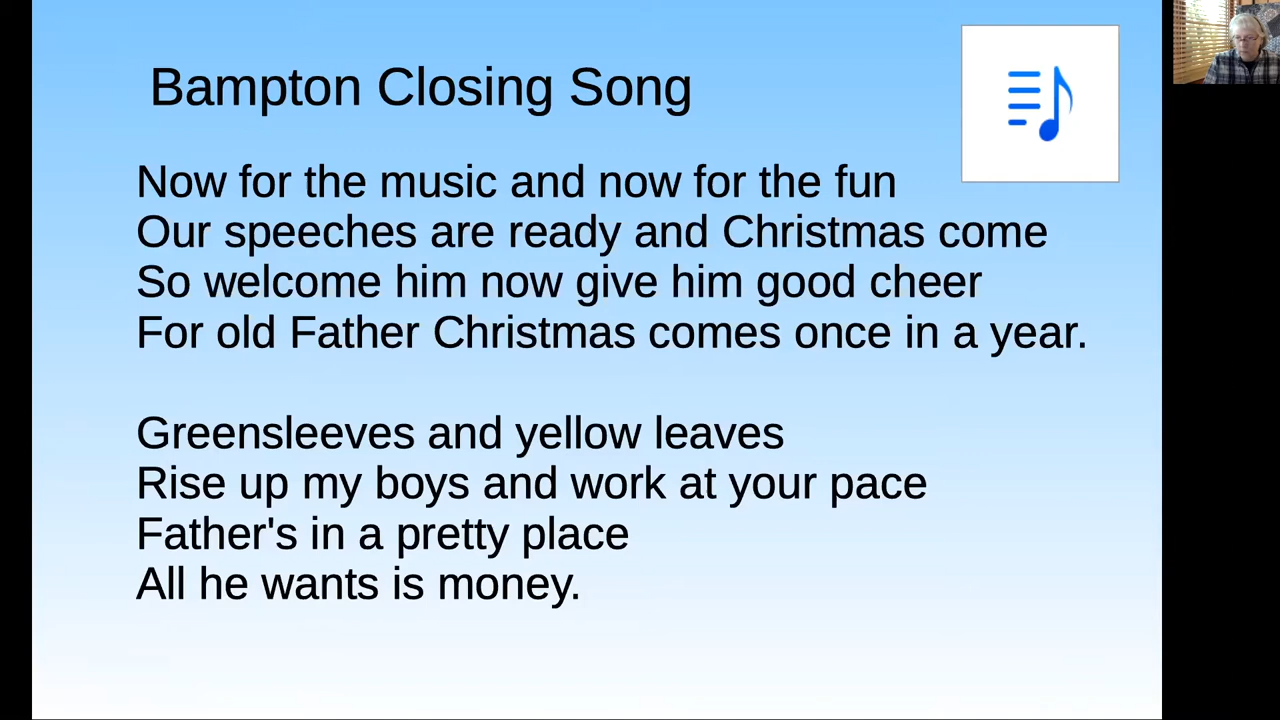 Bampton Closing Song
Now for the music and now for the fun
Our speeches are ready and Christmas come
So welcome him now give him good cheer
For old Father Christmas comes once in a year.
Greensleeves and yellow leaves
Rise up my boys and work at your pace
Father's in a pretty place
All he wants is money.